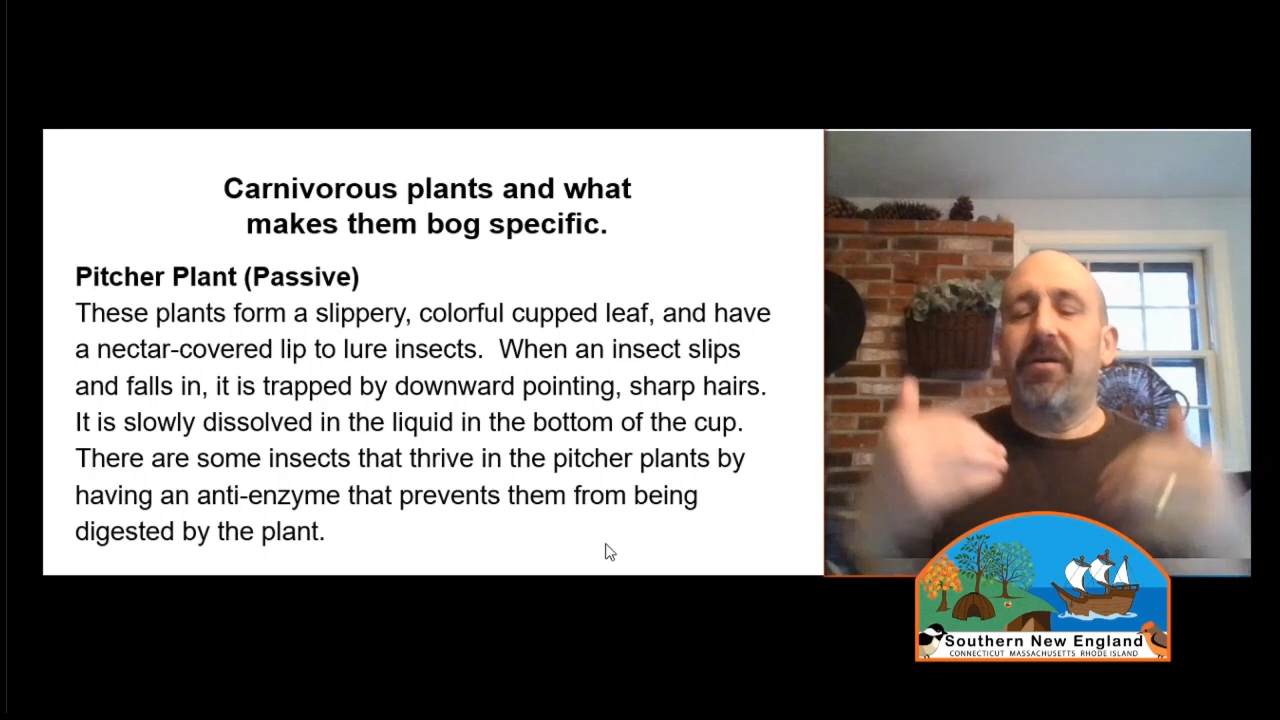 Carnivorous plants and what
makes them bog specific.
Pitcher Plant (Passive)
These plants form a slippery, colorful cupped leaf, and have
a nectar-covered lip to lure insects.  When an insect slips
and falls in, it is trapped by downward pointing, sharp hairs.
It is slowly dissolved in the liquid in the bottom of the cup.
There are some insects that thrive in the pitcher plants by
having an anti-enzyme that prevents them from being
digested by the plant.
Southern New England
CONNECTICUT MASSACHUSETTS RHODE ISLAND